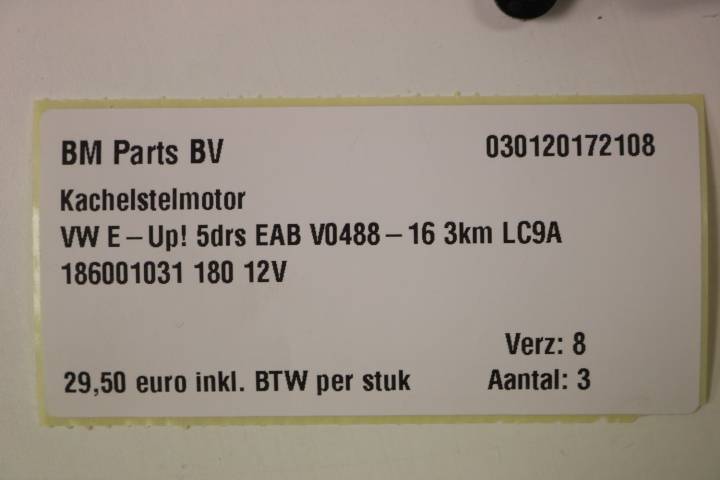 BM Parts BV 030120172108
Kachelstelmotor
VW E-Up! 5drs EAB V0488-16 3km LC9A
186001031 180 12V
Verz: 8
29,50 euro inkl. BTW per stuk Aantal: 3